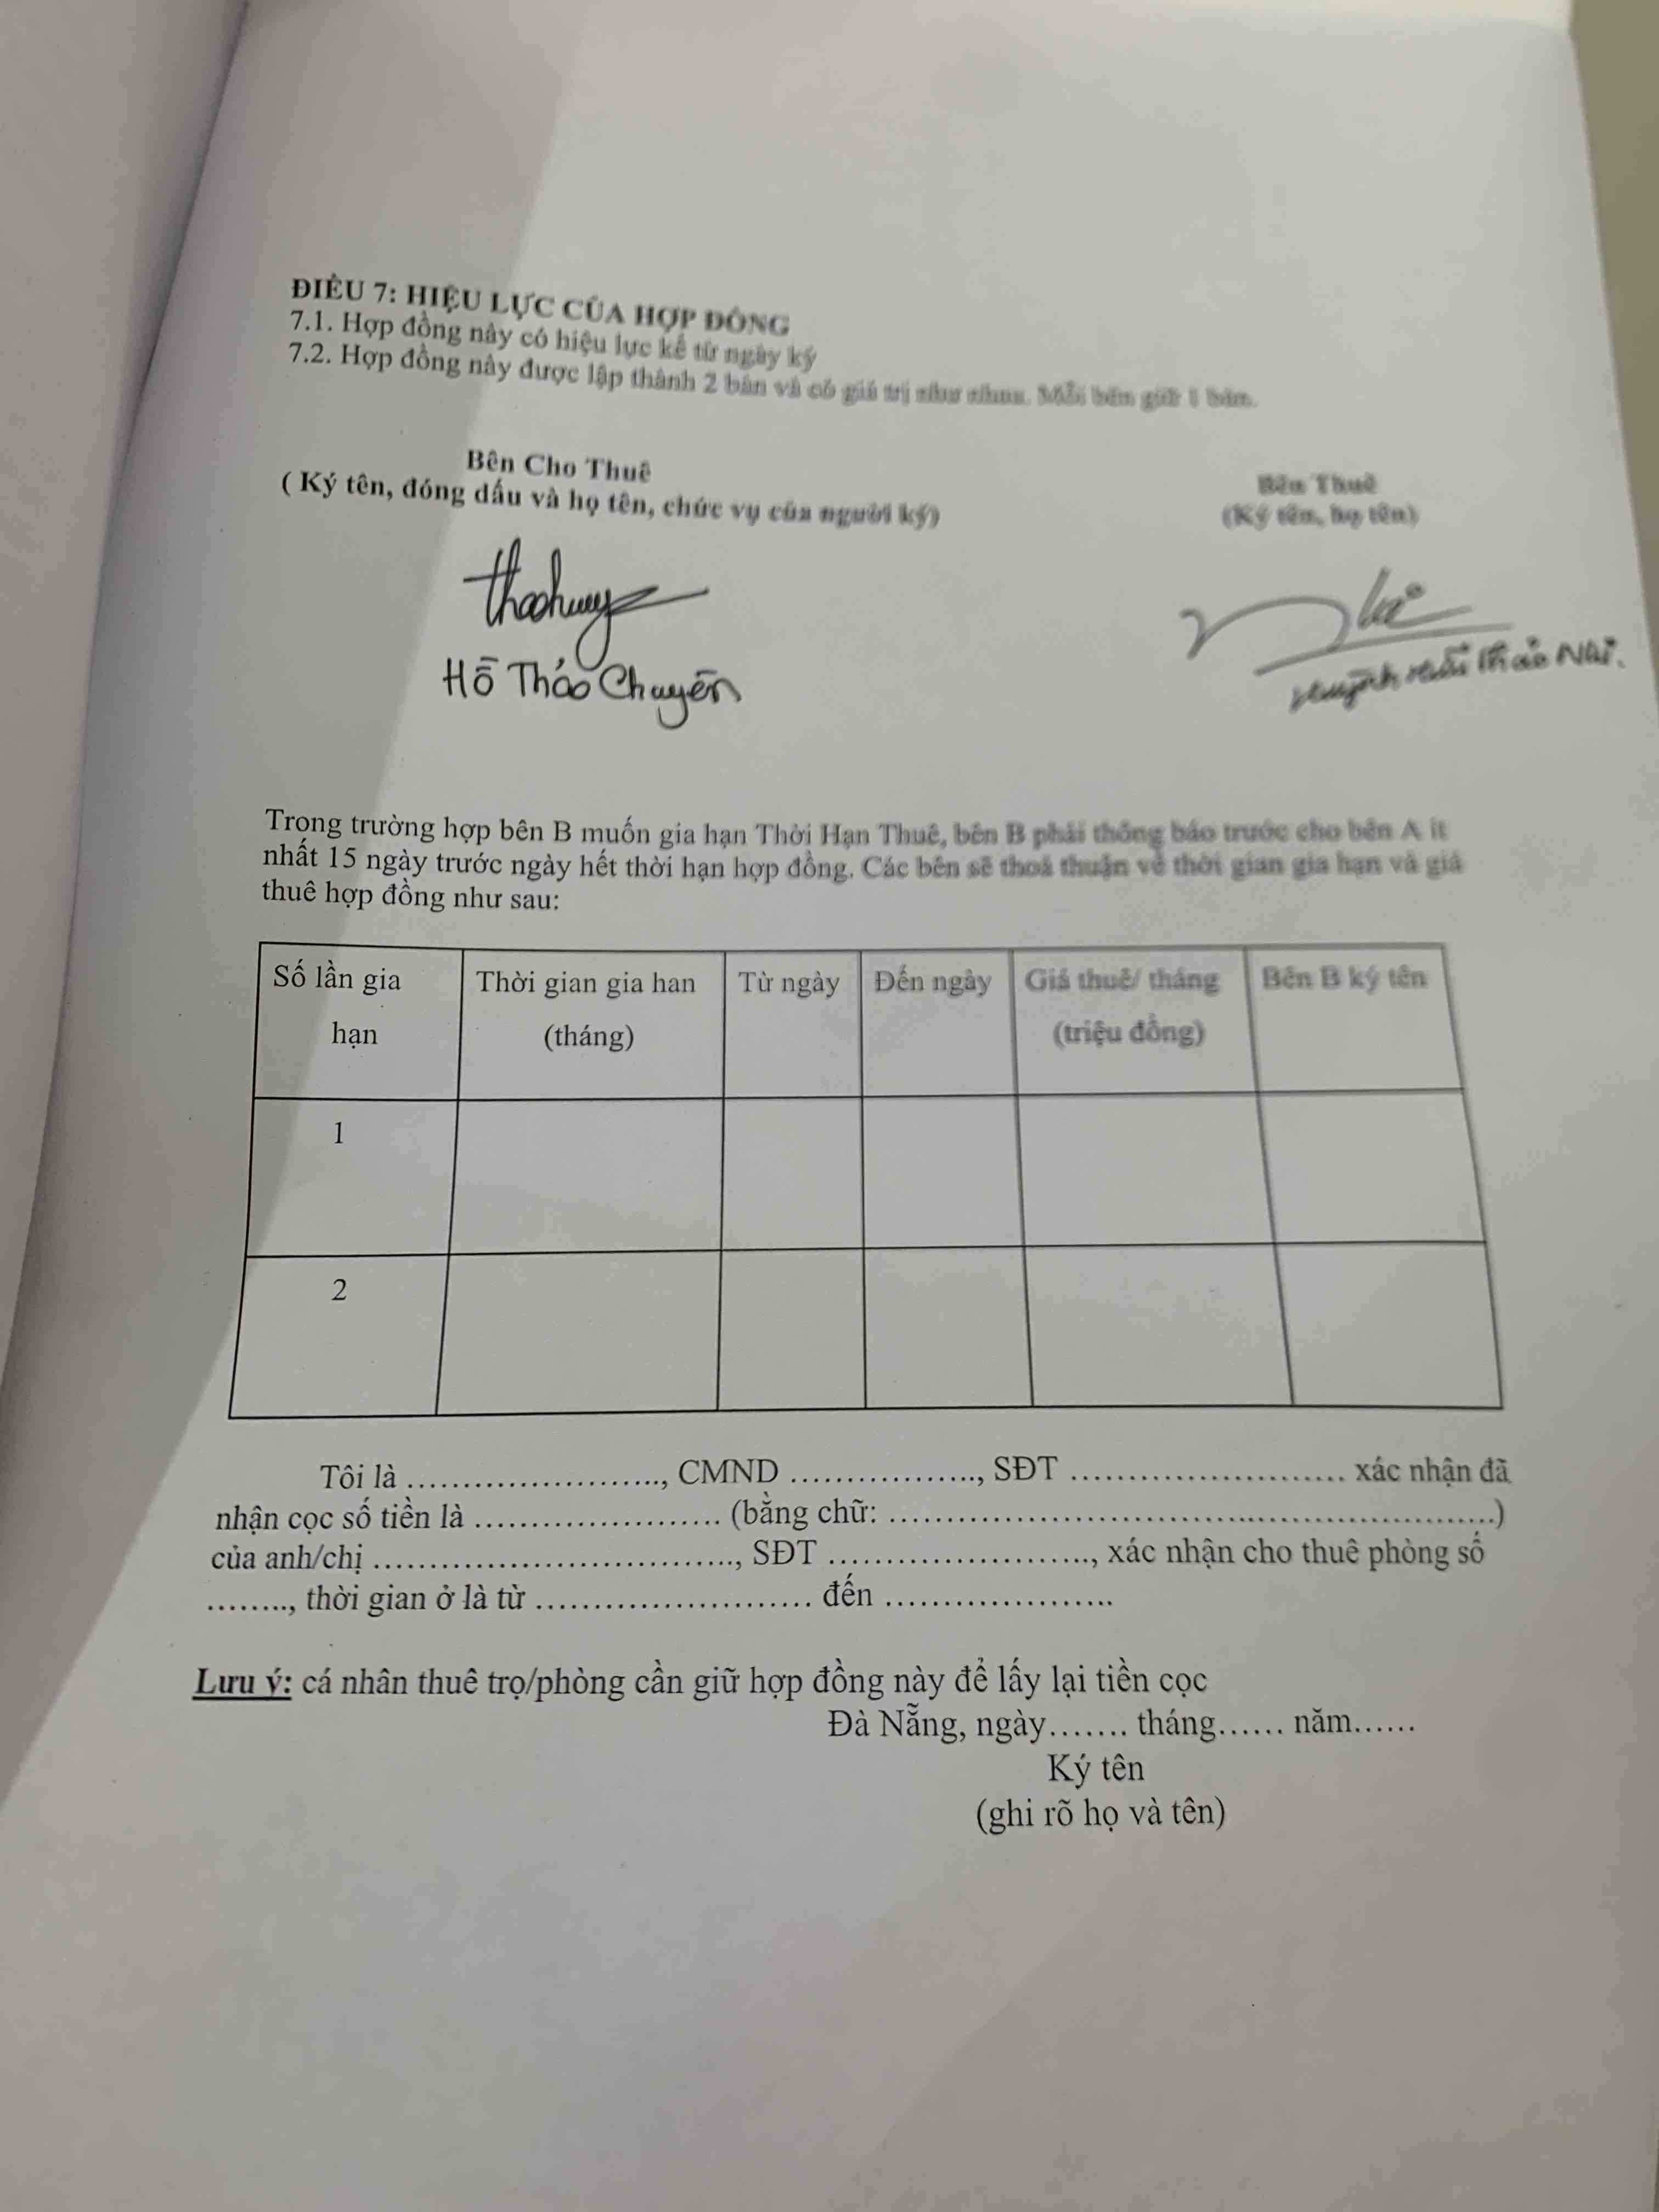 ĐIỀU 7: HIỆU LỰC CỦA HỢP ĐỒNG
7.1. Hợp đồng này có hiệu lực kể từ ngày ký
7.2. Hợp đồng này được lập thành 2 bản và có giá trị như nhau. Mỗi bên giữ 1 bản.
Bên Cho Thuê
( Ký tên, đóng dấu và họ tên, chức vụ của người ký)
Bên Thuê
(Ký tên, họ tên)
Hồ Thảo Chuyên
Huỳnh Thảo Nhi.
Trong trường hợp bên B muốn gia hạn Thời Hạn Thuê, bên B phải thông báo trước cho bên A ít
nhất 15 ngày trước ngày hết thời hạn hợp đồng. Các bên sẽ thoả thuận về thời gian gia hạn và giá
thuê hợp đồng như sau:
Số lần gia
hạn
Thời gian gia han
(tháng)
Từ ngày
Đến ngày
Giá thuê/ tháng
(triệu đồng)
Bên B ký tên
1
2
Tôi là ........................., CMND .................., SĐT .......................... xác nhận đã
nhận cọc số tiền là ........................ (bằng chữ: ..........................................................)
của anh/chị ..................................., SĐT ........................., xác nhận cho thuê phòng số
........, thời gian ở là từ .......................... đến ......................
Lưu ý: cá nhân thuê trọ/phòng cần giữ hợp đồng này để lấy lại tiền cọc
Đà Nẵng, ngày....... tháng...... năm......
Ký tên
(ghi rõ họ và tên)